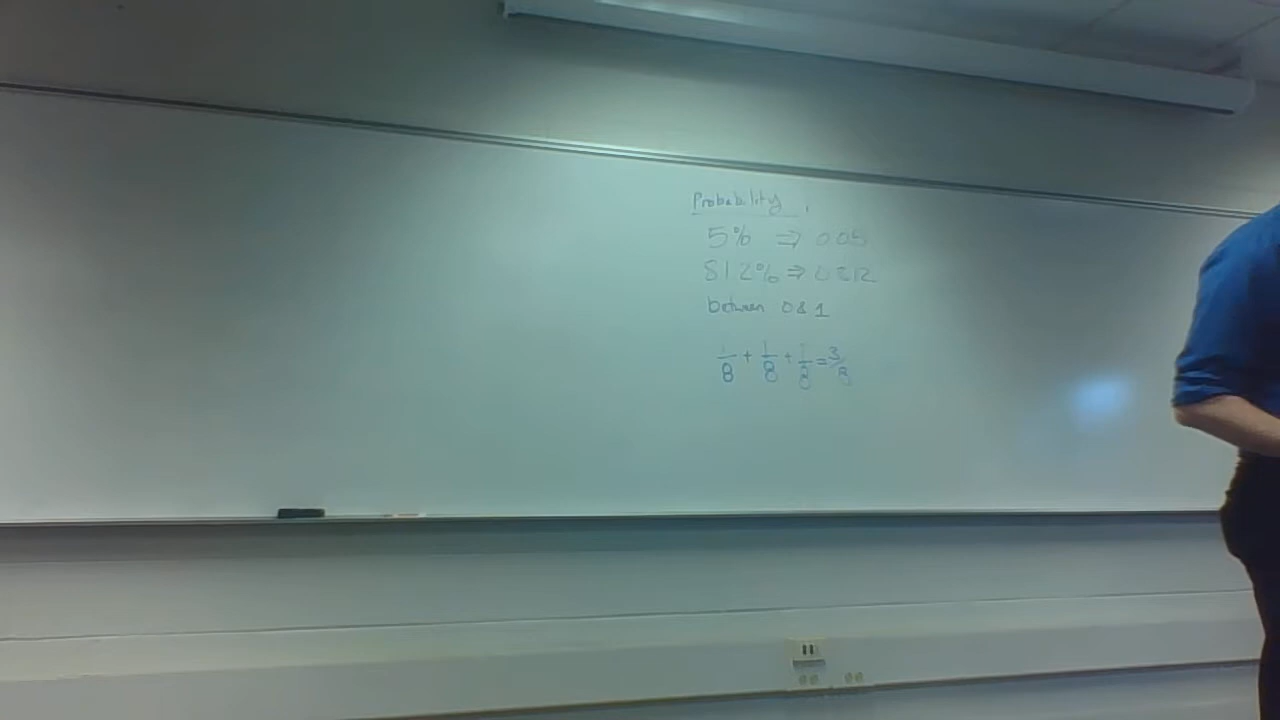 Probability
5% ⇒ 0.05
81.2% ⇒ 0.812
between 0 & 1
1/8 + 1/8 + 1/8 = 3/8